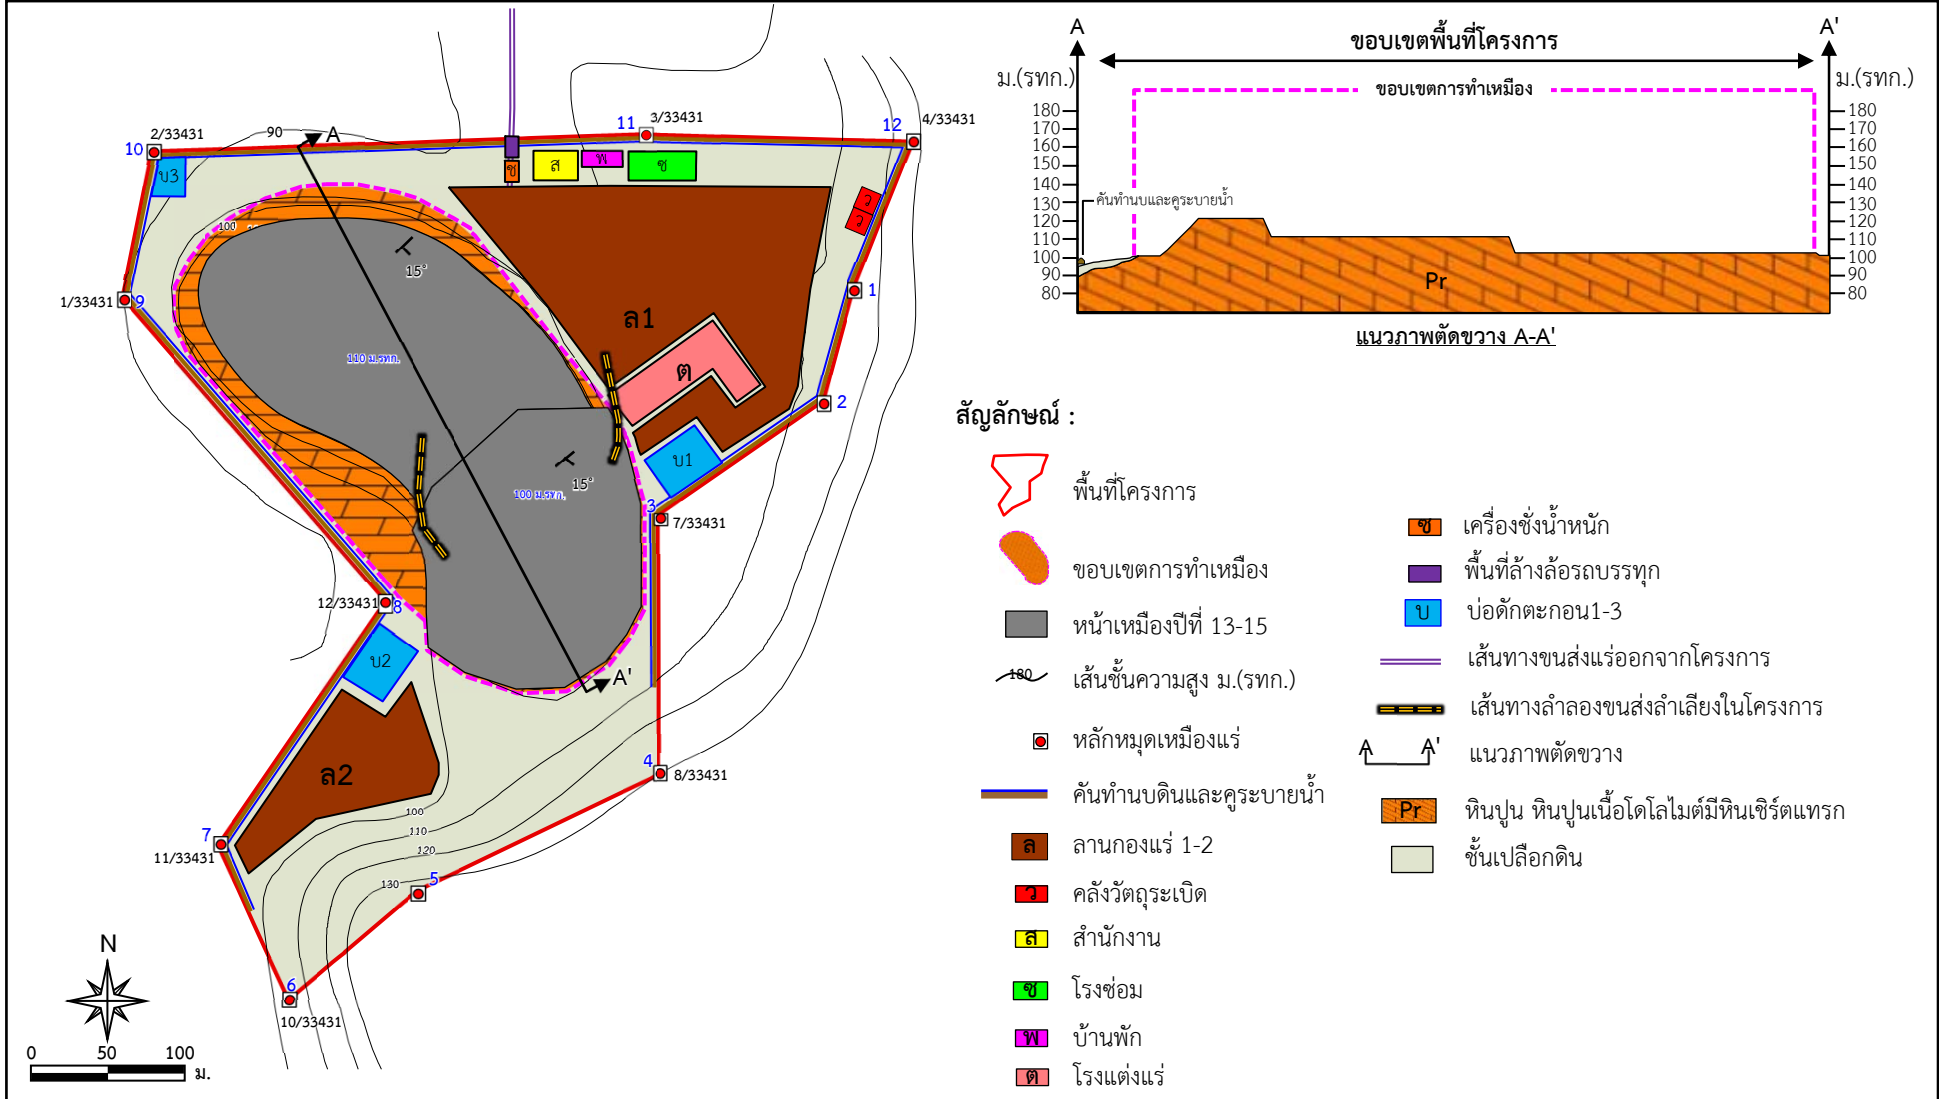 2/33431
90
A
11
3/33431
12
4/33431
10
บ3
ช
ส
พ
ซ
ว
ว
100
15°
1/33431
9
ล1
1
110 ม.รทก.
ต
2
บ1
15°
100 ม.รทก.
3
7/33431
12/33431
8
บ2
A'
ล2
4
8/33431
100
110
120
130
7
11/33431
5
6
10/33431
N
0 50 100
ม.
A A'
ขอบเขตพื้นที่โครงการ
ม.(รทก.) ม.(รทก.)
ขอบเขตการทำเหมือง
180 180
170 170
160 160
150 150
140 140
130 130
120 120
110 110
100 100
90 90
80 80
คันทำนบและคูระบายน้ำ
Pr
แนวภาพตัดขวาง A-A'
สัญลักษณ์ :
พื้นที่โครงการ
ขอบเขตการทำเหมือง
หน้าเหมืองปีที่ 13-15
180 เส้นชั้นความสูง ม.(รทก.)
หลักหมุดเหมืองแร่
คันทำนบดินและคูระบายน้ำ
ล ลานกองแร่ 1-2
ว คลังวัตถุระเบิด
ส สำนักงาน
ซ โรงซ่อม
พ บ้านพัก
ต โรงแต่งแร่
ช เครื่องชั่งน้ำหนัก
พื้นที่ล้างล้อรถบรรทุก
บ บ่อดักตะกอน1-3
เส้นทางขนส่งแร่ออกจากโครงการ
เส้นทางลำลองขนส่งลำเลียงในโครงการ
A A' แนวภาพตัดขวาง
Pr หินปูน หินปูนเนื้อโดโลไมต์มีหินเชิร์ตแทรก
ชั้นเปลือกดิน